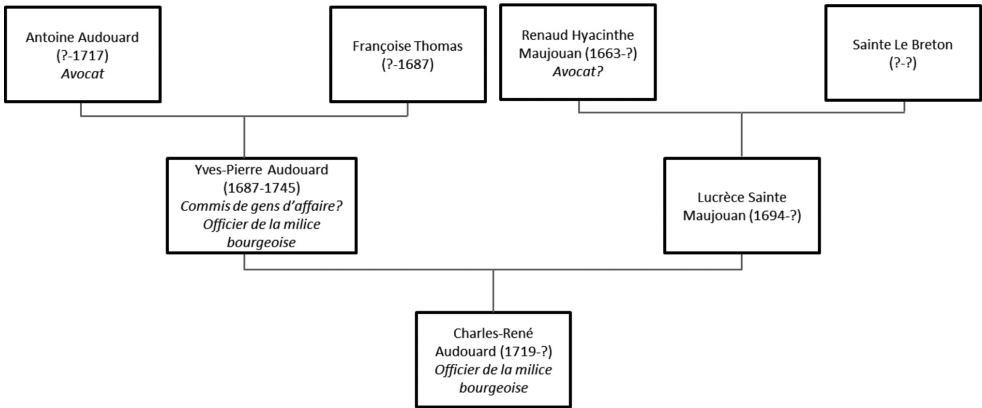 Antoine Audouard
(?-1717)
Avocat
Françoise Thomas
(?-1687)
Renaud Hyacinthe
Maujouan (1663-?)
Avocat?
Sainte Le Breton
(?-?)
Yves-Pierre Audouard
(1687-1745)
Commis de gens d’affaire?
Officier de la milice
bourgeoise
Lucrèce Sainte
Maujouan (1694-?)
Charles-René
Audouard (1719-?)
Officier de la milice
bourgeoise